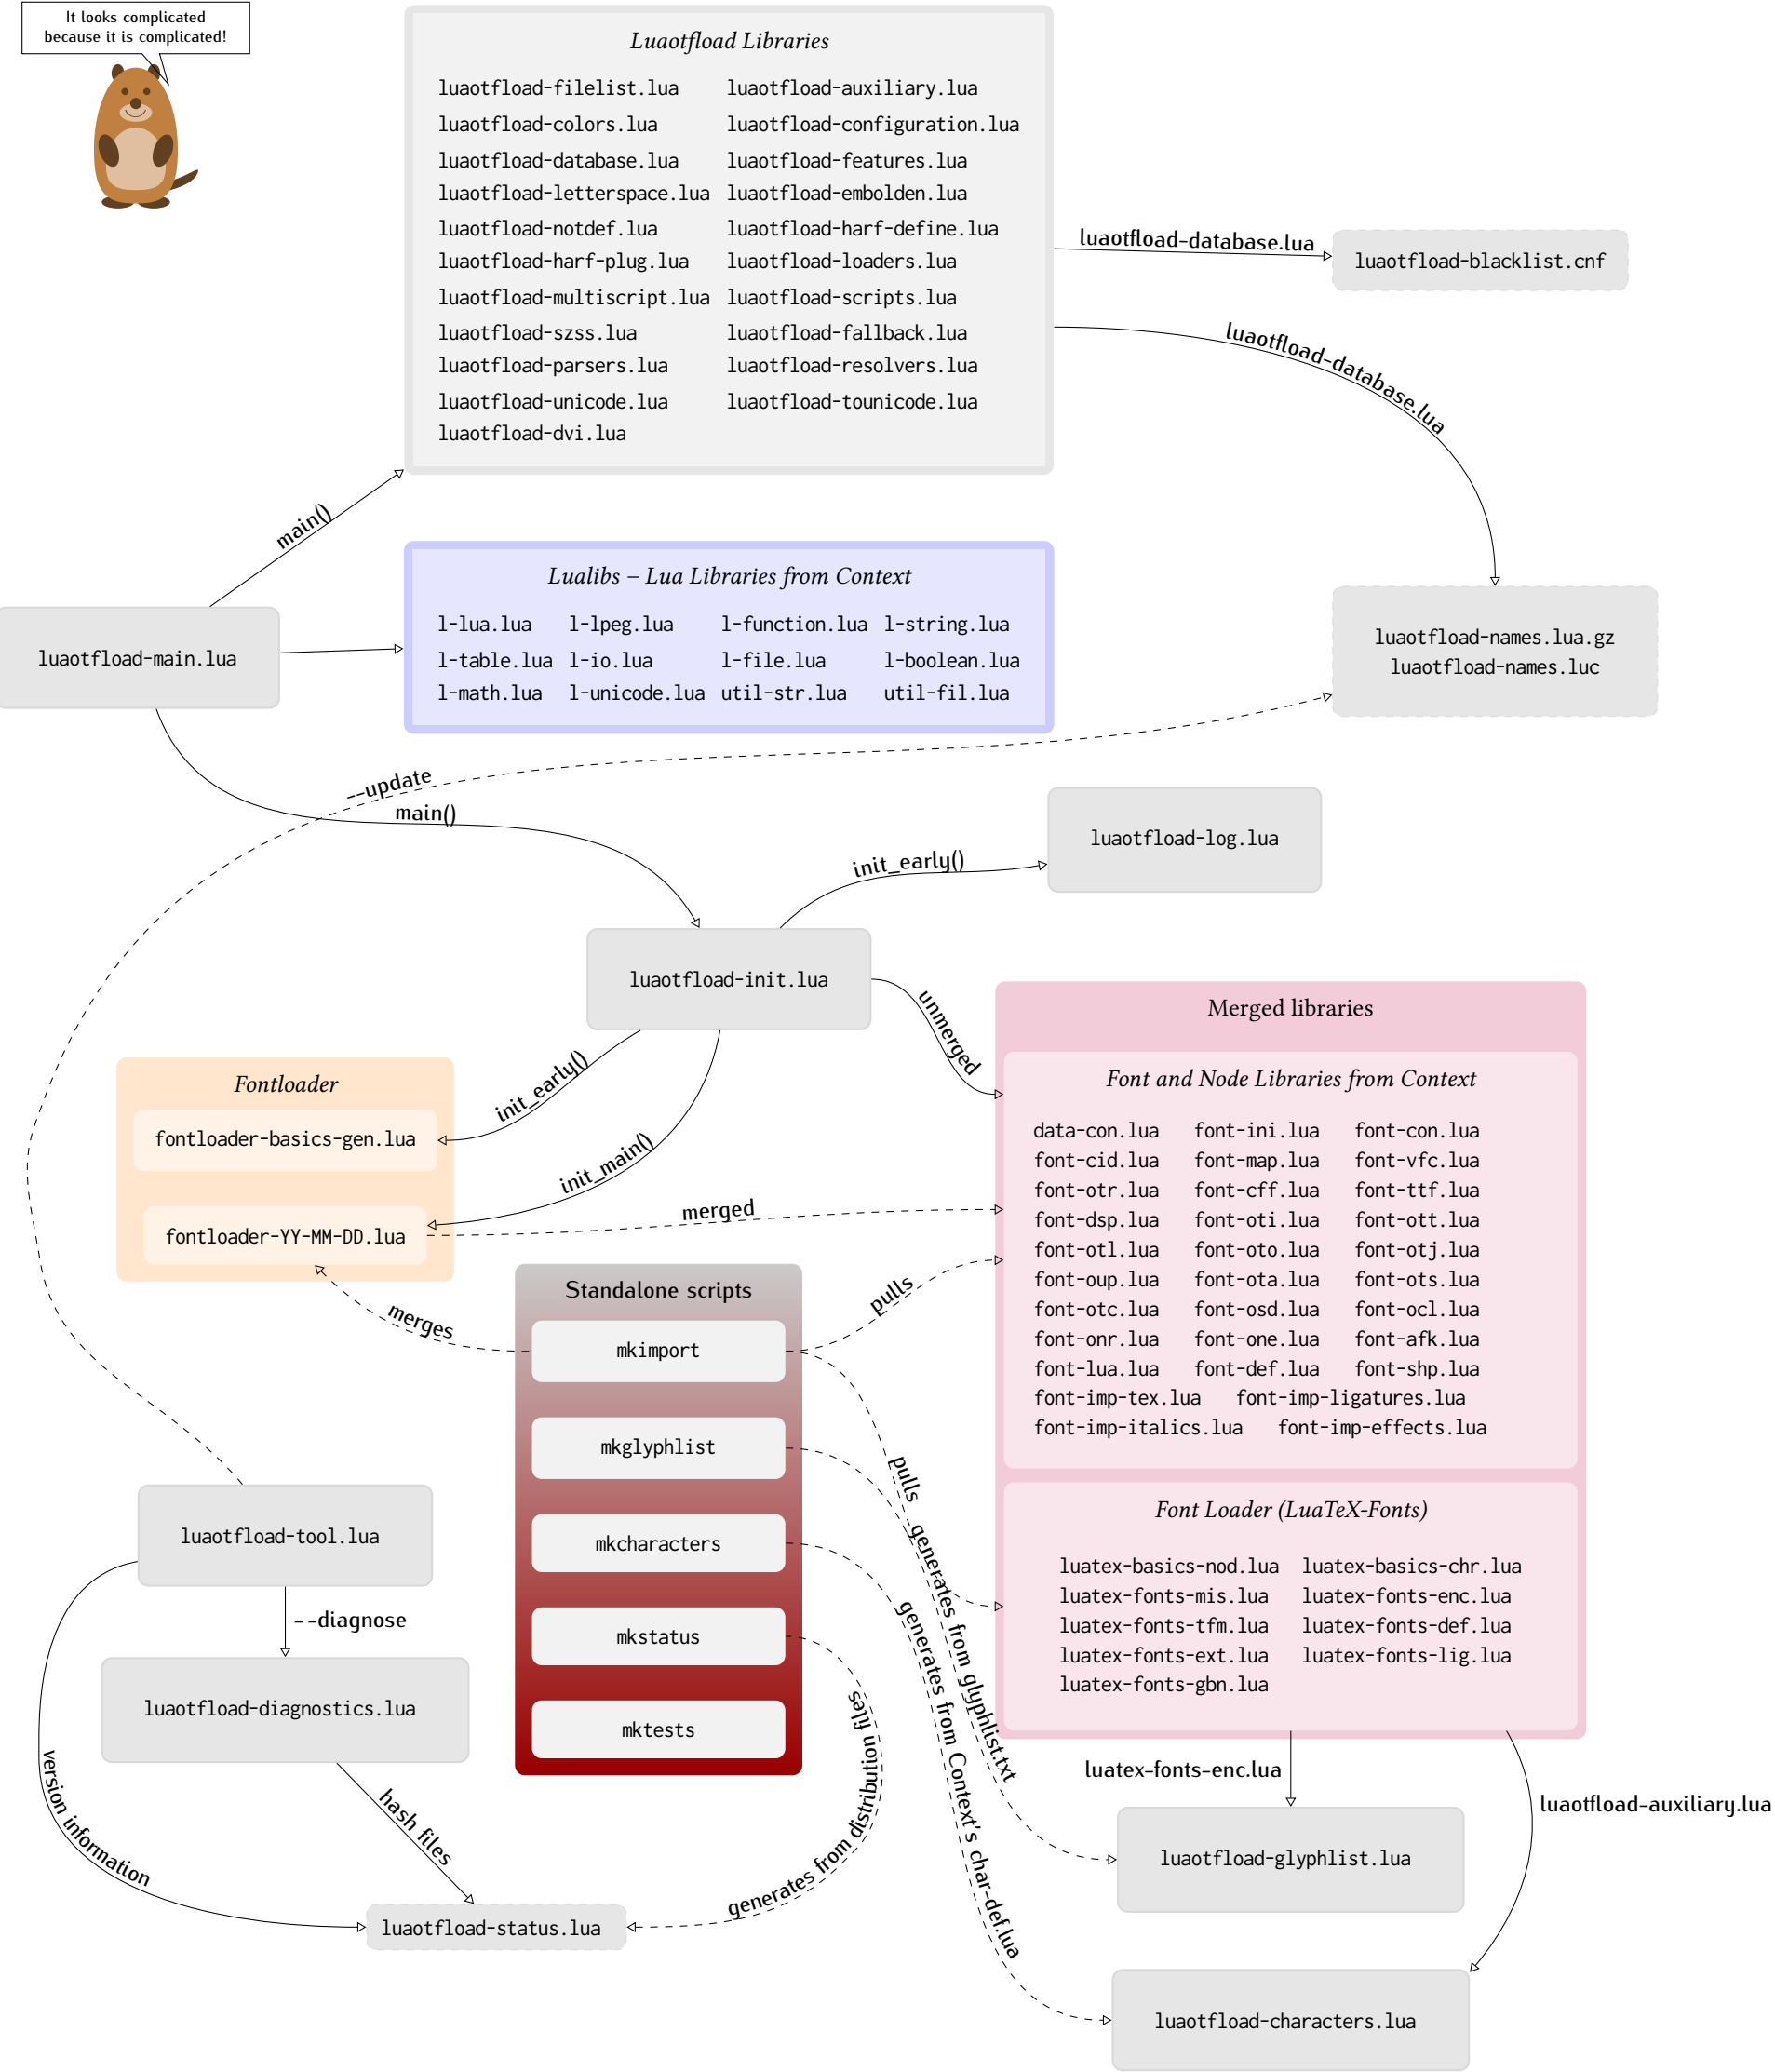 It looks complicated
because it is complicated!
Luaotfload Libraries
luaotfload-filelist.lua luaotfload-auxiliary.lua
luaotfload-colors.lua luaotfload-configuration.lua
luaotfload-database.lua luaotfload-features.lua
luaotfload-letterspace.lua luaotfload-embolden.lua
luaotfload-notdef.lua luaotfload-harf-define.lua
luaotfload-harf-plug.lua luaotfload-loaders.lua
luaotfload-multiscript.lua luaotfload-scripts.lua
luaotfload-szss.lua luaotfload-fallback.lua
luaotfload-parsers.lua luaotfload-resolvers.lua
luaotfload-unicode.lua luaotfload-tounicode.lua
luaotfload-dvi.lua
luaotfload-database.lua
luaotfload-blacklist.cnf
luaotfload-database.lua
main()
Lualibs – Lua Libraries from Context
l-lua.lua l-lpeg.lua l-function.lua l-string.lua
l-table.lua l-io.lua l-file.lua l-boolean.lua
l-math.lua l-unicode.lua util-str.lua util-fil.lua
luaotfload-main.lua
luaotfload-names.lua.gz
luaotfload-names.luc
--update
main()
luaotfload-log.lua
init_early()
luaotfload-init.lua
unmerged
Merged libraries
Font and Node Libraries from Context
data-con.lua font-ini.lua font-con.lua
font-cid.lua font-map.lua font-vfc.lua
font-otr.lua font-cff.lua font-ttf.lua
font-dsp.lua font-oti.lua font-ott.lua
font-otl.lua font-oto.lua font-otj.lua
font-oup.lua font-ota.lua font-ots.lua
font-otc.lua font-osd.lua font-ocl.lua
font-onr.lua font-one.lua font-afk.lua
font-lua.lua font-def.lua font-shp.lua
font-imp-tex.lua font-imp-ligatures.lua
font-imp-italics.lua font-imp-effects.lua
Fontloader
fontloader-basics-gen.lua
fontloader-YY-MM-DD.lua
init_early()
init_main()
merged
merges
Standalone scripts
mkimport
mkglyphlist
mkcharacters
mkstatus
mktests
pulls
pulls
generates from glyphlist.txt
generates from Context's char-def.lua
generates from distribution files
Font Loader (LuaTeX-Fonts)
luatex-basics-nod.lua luatex-basics-chr.lua
luatex-fonts-mis.lua luatex-fonts-enc.lua
luatex-fonts-tfm.lua luatex-fonts-def.lua
luatex-fonts-ext.lua luatex-fonts-lig.lua
luatex-fonts-gbn.lua
luaotfload-tool.lua
--diagnose
luaotfload-diagnostics.lua
version information
hash files
luaotfload-status.lua
luatex-fonts-enc.lua
luaotfload-auxiliary.lua
luaotfload-glyphlist.lua
luaotfload-characters.lua